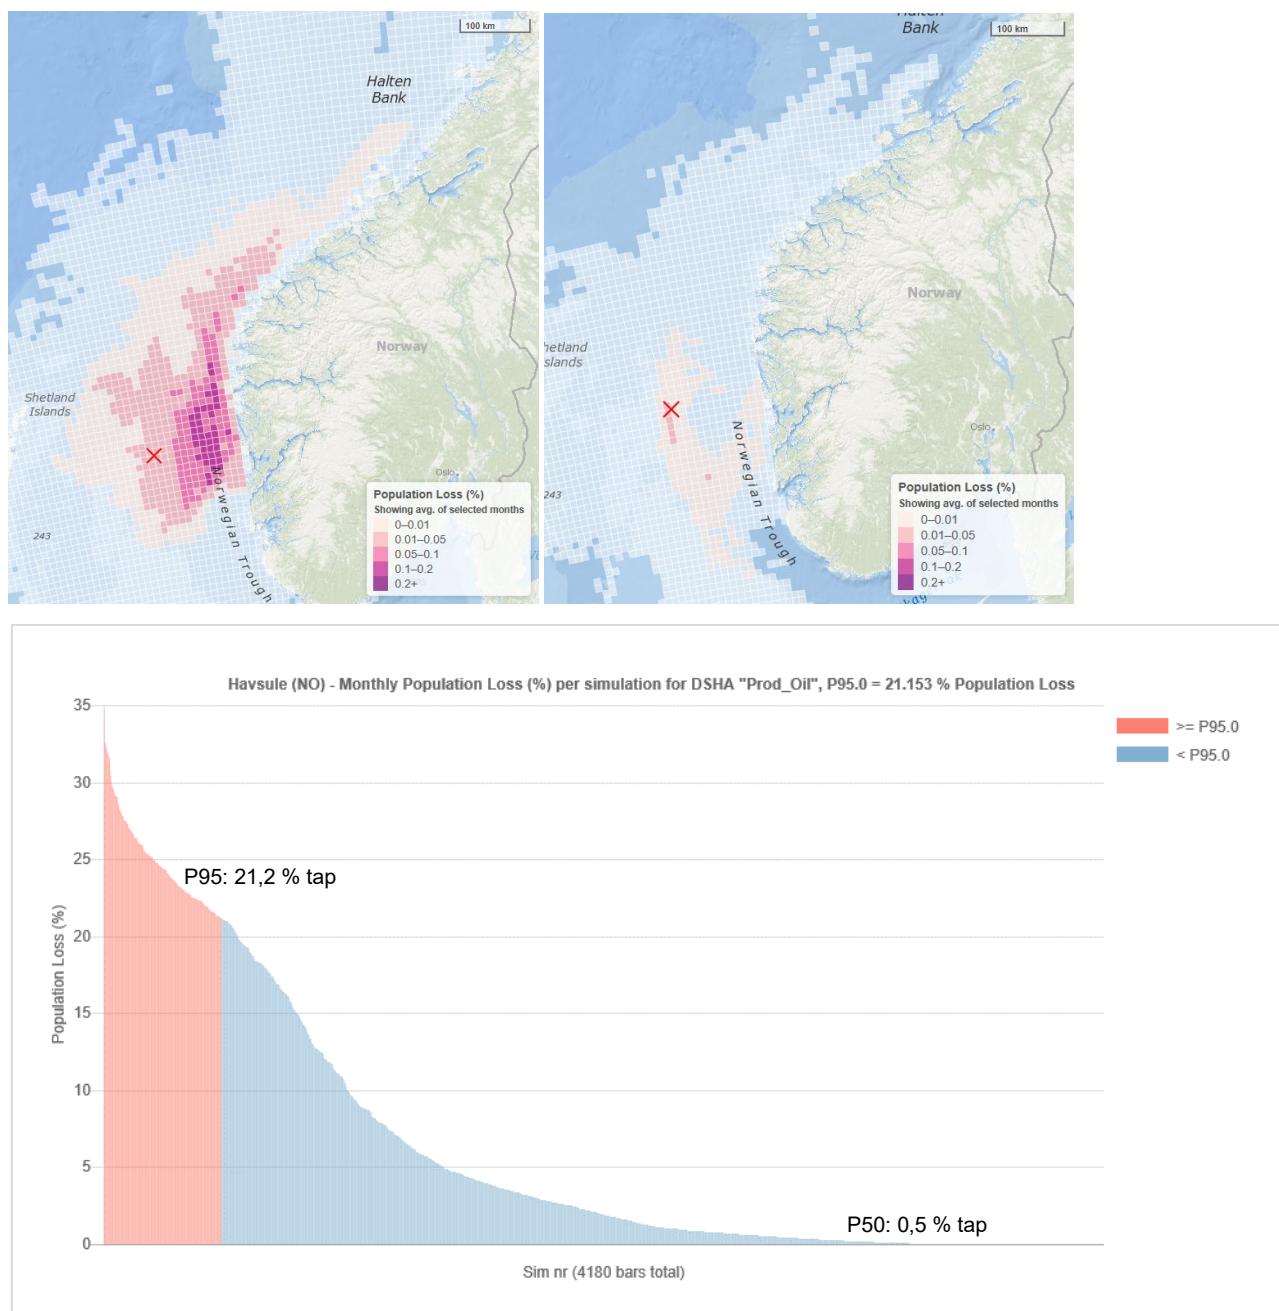 100 km
Halten
Bank
Norway
Shetland
Islands
Oslo
243
Norwegian Trough
Population Loss (%)
Showing avg. of selected months
0–0.01
0.01–0.05
0.05–0.1
0.1–0.2
0.2+
Halten
Bank
100 km
Norway
hetland
slands
Oslo
243
Norwegian Trough
Population Loss (%)
Showing avg. of selected months
0–0.01
0.01–0.05
0.05–0.1
0.1–0.2
0.2+
Havsule (NO) - Monthly Population Loss (%) per simulation for DSHA "Prod_Oil", P95.0 = 21.153 % Population Loss
>= P95.0
< P95.0
Population Loss (%)
35
30
25
20
15
10
5
0
P95: 21,2 % tap
P50: 0,5 % tap
Sim nr (4180 bars total)